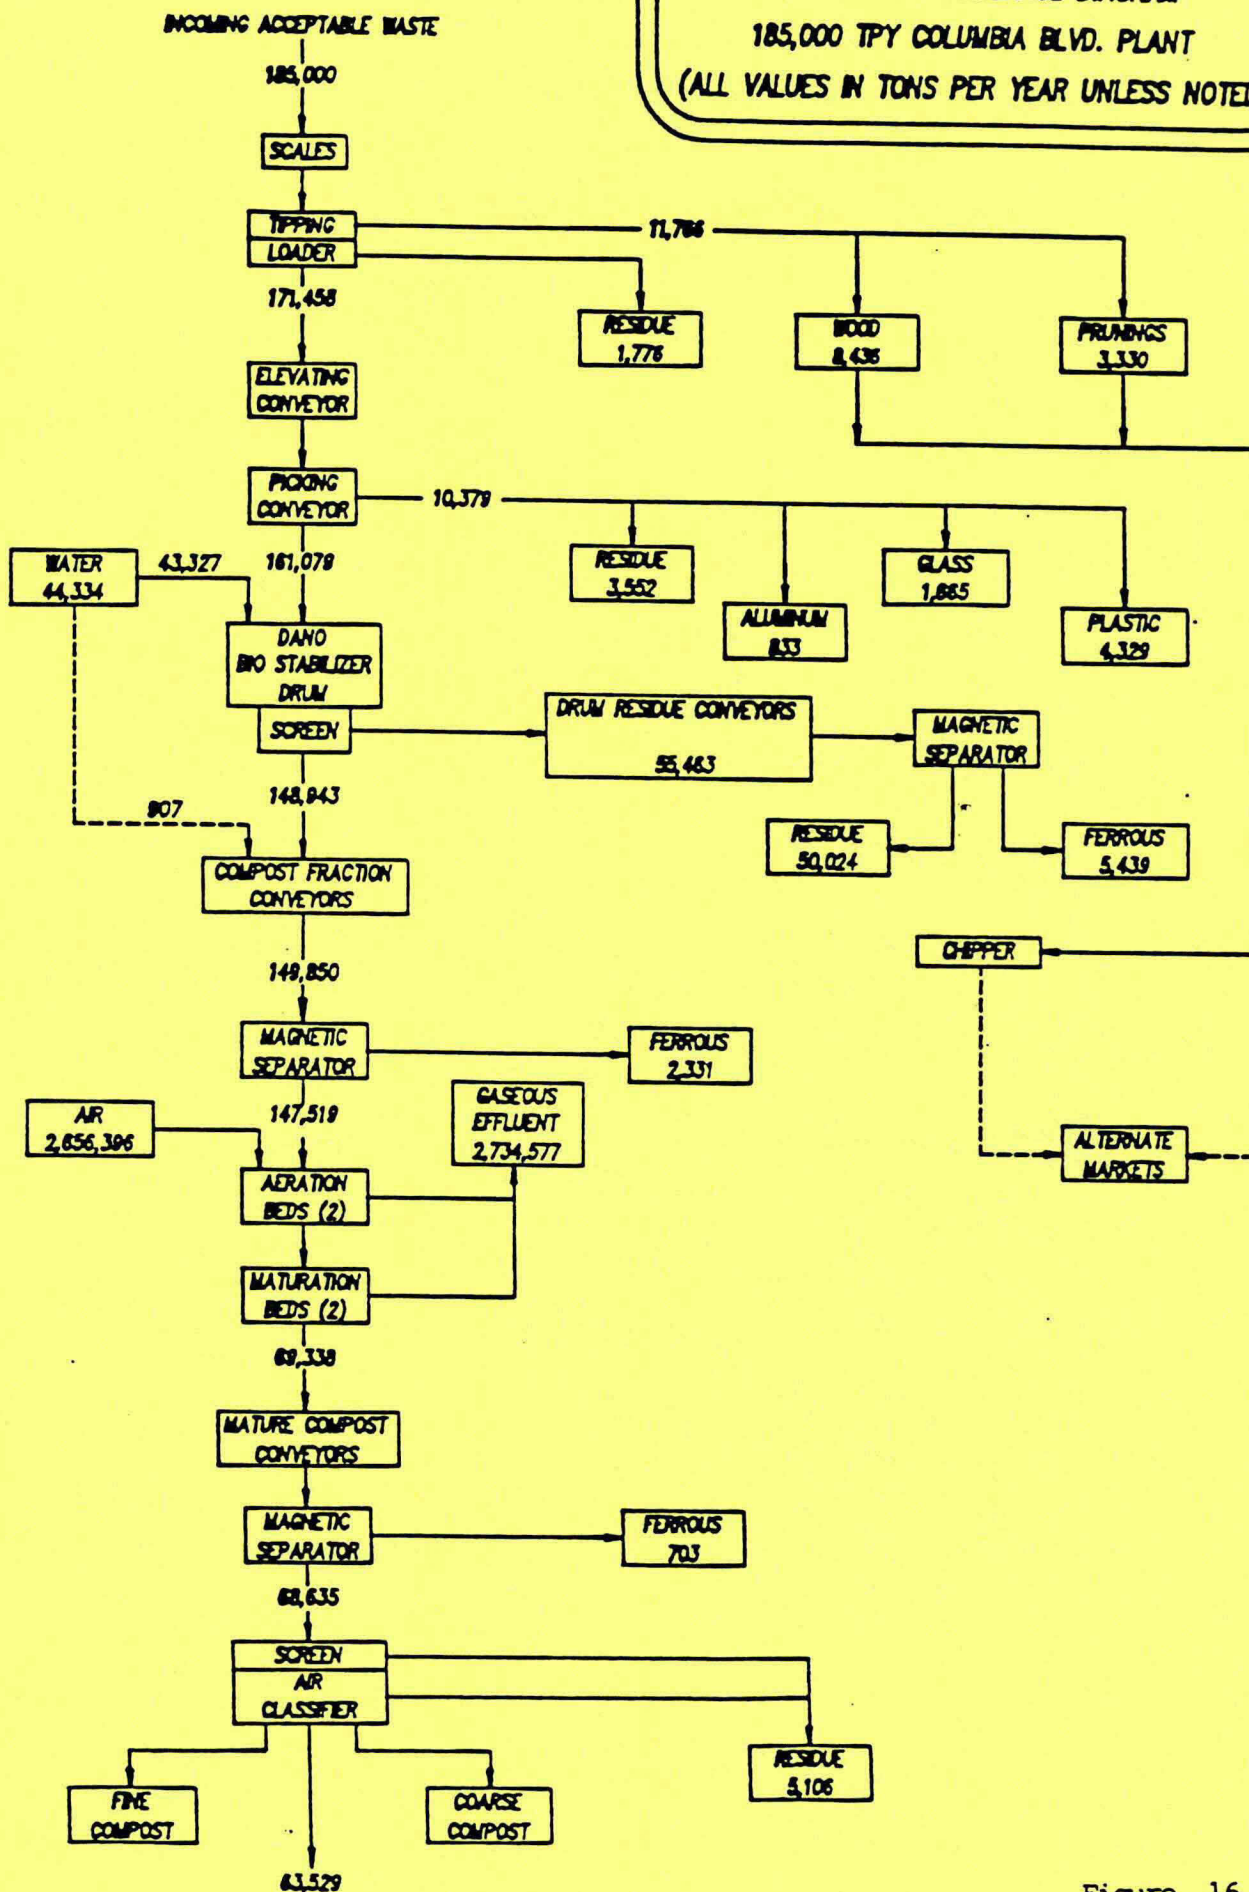 INCOMING ACCEPTABLE WASTE
185,000 TPY COLUMBIA BLVD. PLANT
(ALL VALUES IN TONS PER YEAR UNLESS NOTED
185,000
SCALES
TIPPING
LOADER
11,766
171,458
RESIDUE
1,776
WOOD
8,436
PRUNINGS
3,330
ELEVATING
CONVEYOR
PICKING
CONVEYOR
10,379
WATER
44,334
43,327
161,079
RESIDUE
3,552
ALUMINUM
833
GLASS
1,665
PLASTIC
4,329
DANO
BIO STABILIZER
DRUM
SCREEN
DRUM RESIDUE CONVEYORS
55,463
MAGNETIC
SEPARATOR
148,943
907
RESIDUE
50,024
FERROUS
5,439
COMPOST FRACTION
CONVEYORS
CHIPPER
149,850
MAGNETIC
SEPARATOR
FERROUS
2,331
AIR
2,656,396
147,519
GASEOUS
EFFLUENT
2,734,577
ALTERNATE
MARKETS
AERATION
BEDS (2)
MATURATION
BEDS (2)
69,338
MATURE COMPOST
CONVEYORS
MAGNETIC
SEPARATOR
FERROUS
703
68,635
SCREEN
AIR
CLASSIFIER
RESIDUE
5,106
FINE
COMPOST
COARSE
COMPOST
63,529
Figure 16